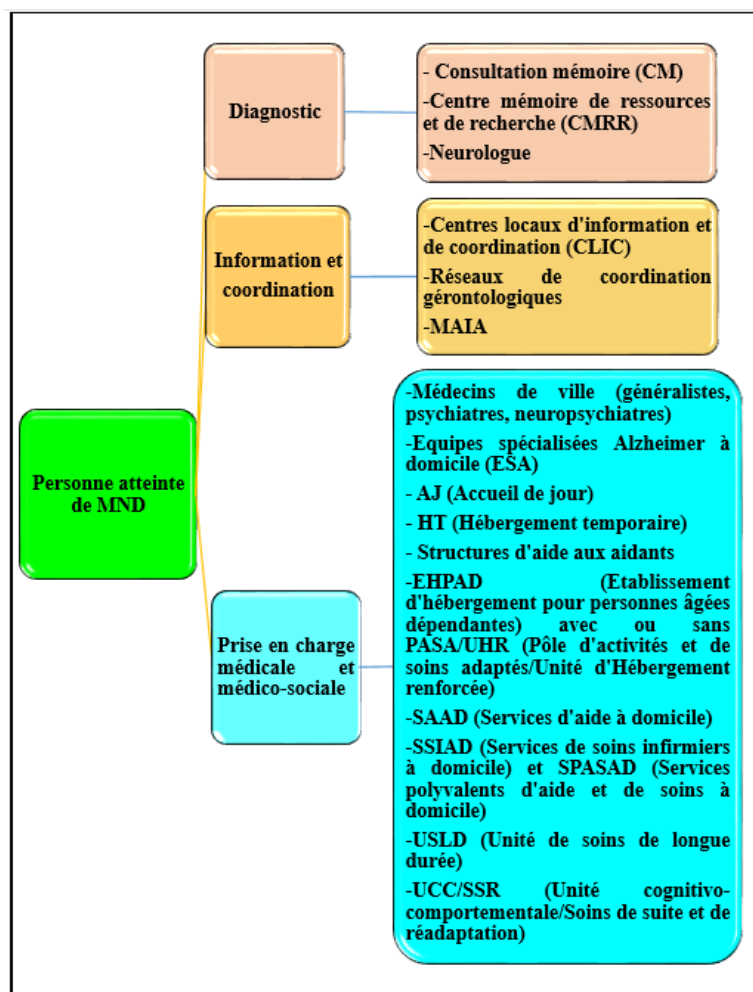 Diagnostic
- Consultation mémoire (CM)
-Centre mémoire de ressources
et de recherche (CMRR)
-Neurologue
Information et
coordination
-Centres locaux d'information et
de coordination (CLIC)
-Réseaux de coordination
gérontologiques
-MAIA
Personne atteinte
de MND
Prise en charge
médicale et
médico-sociale
-Médecins de ville (généralistes,
psychiatres, neuropsychiatres)
-Equipes spécialisées Alzheimer à
domicile (ESA)
- AJ (Accueil de jour)
- HT (Hébergement temporaire)
- Structures d'aide aux aidants
-EHPAD (Etablissement
d'hébergement pour personnes âgées
dépendantes) avec ou sans
PASA/UHR (Pôle d'activités et de
soins adaptés/Unité d'Hébergement
renforcée)
-SAAD (Services d'aide à domicile)
-SSIAD (Services de soins infirmiers
à domicile) et SPASAD (Services
polyvalents d'aide et de soins à
domicile)
-USLD (Unité de soins de longue
durée)
-UCC/SSR (Unité cognitivo-
comportementale/Soins de suite et de
réadaptation)